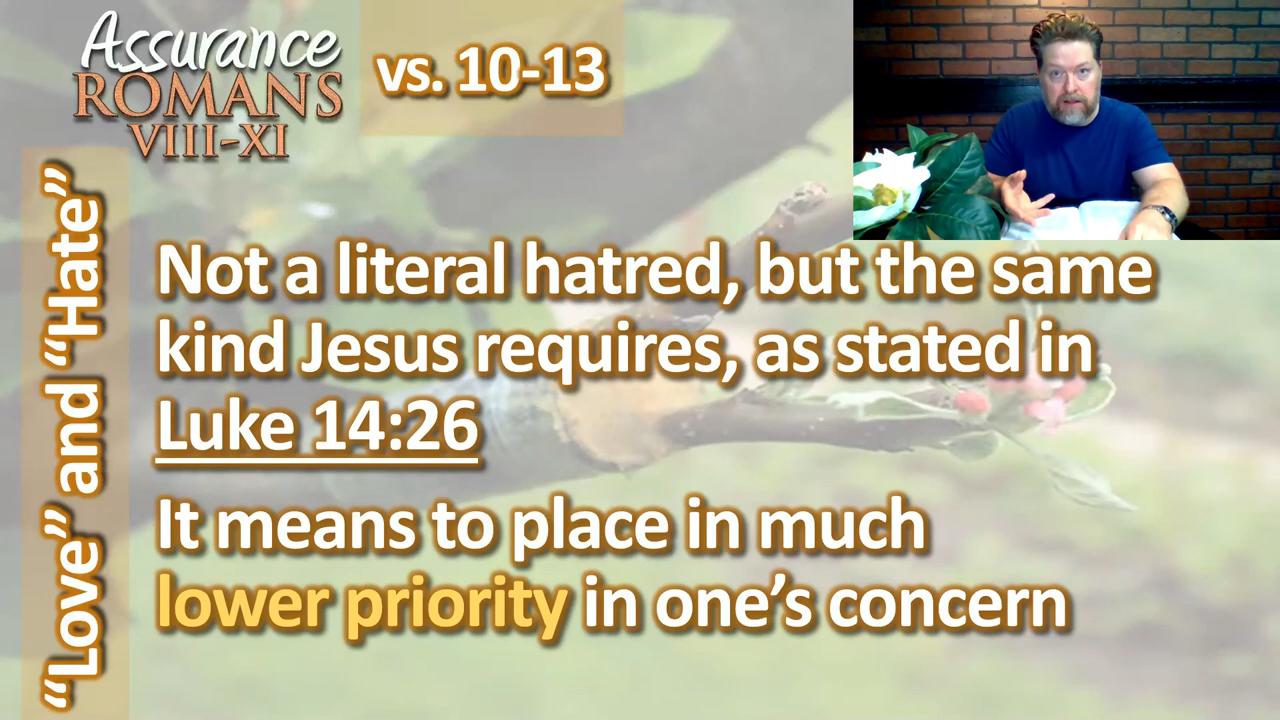 Assurance
ROMANS
VIII-XI
vs. 10-13
“Love” and “Hate”
Not a literal hatred, but the same
kind Jesus requires, as stated in
Luke 14:26
It means to place in much
lower priority in one’s concern